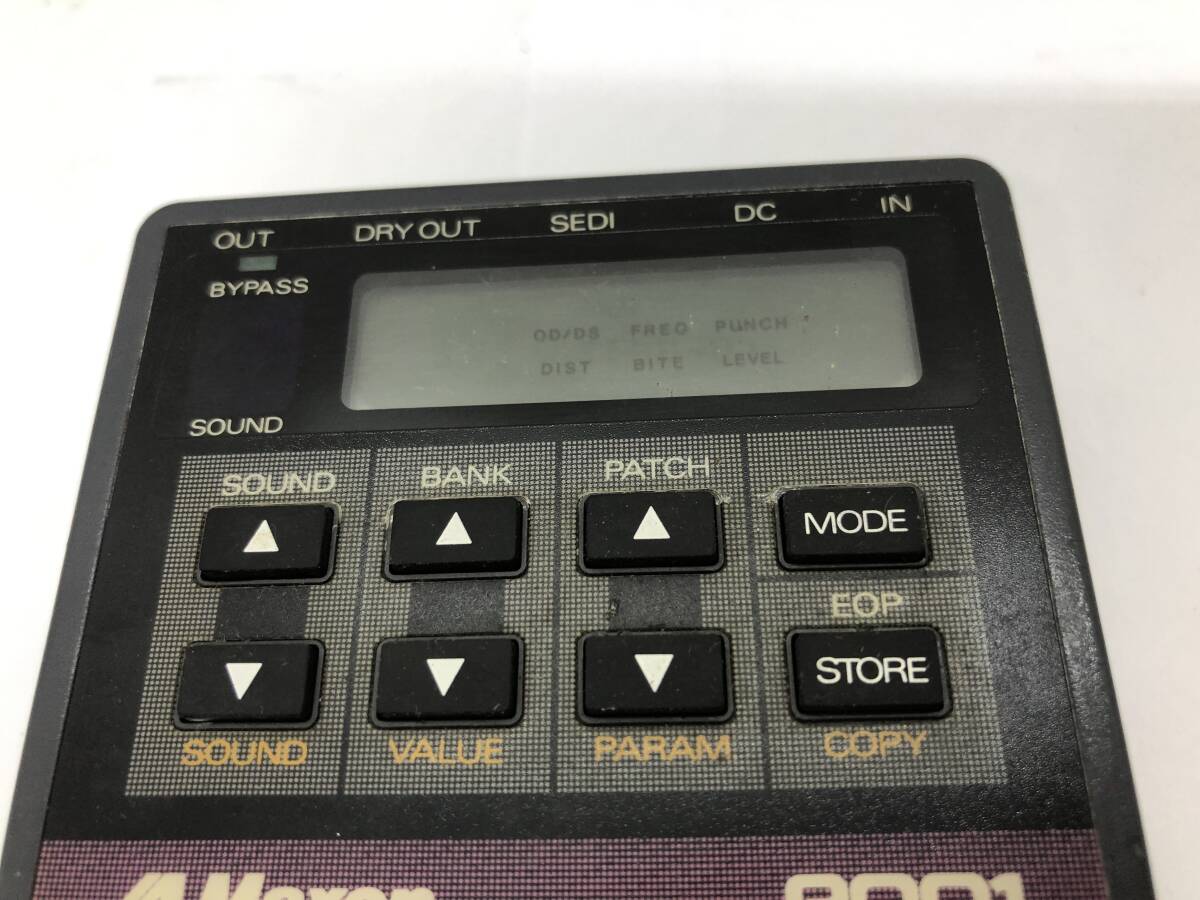 OUT DRY OUT SEDI DC IN
BYPASS
OD/DS FREQ PUNCH
DIST BITE LEVEL
SOUND
SOUND BANK PATCH
MODE
EOP
STORE
SOUND VALUE PARAM COPY
Maxon